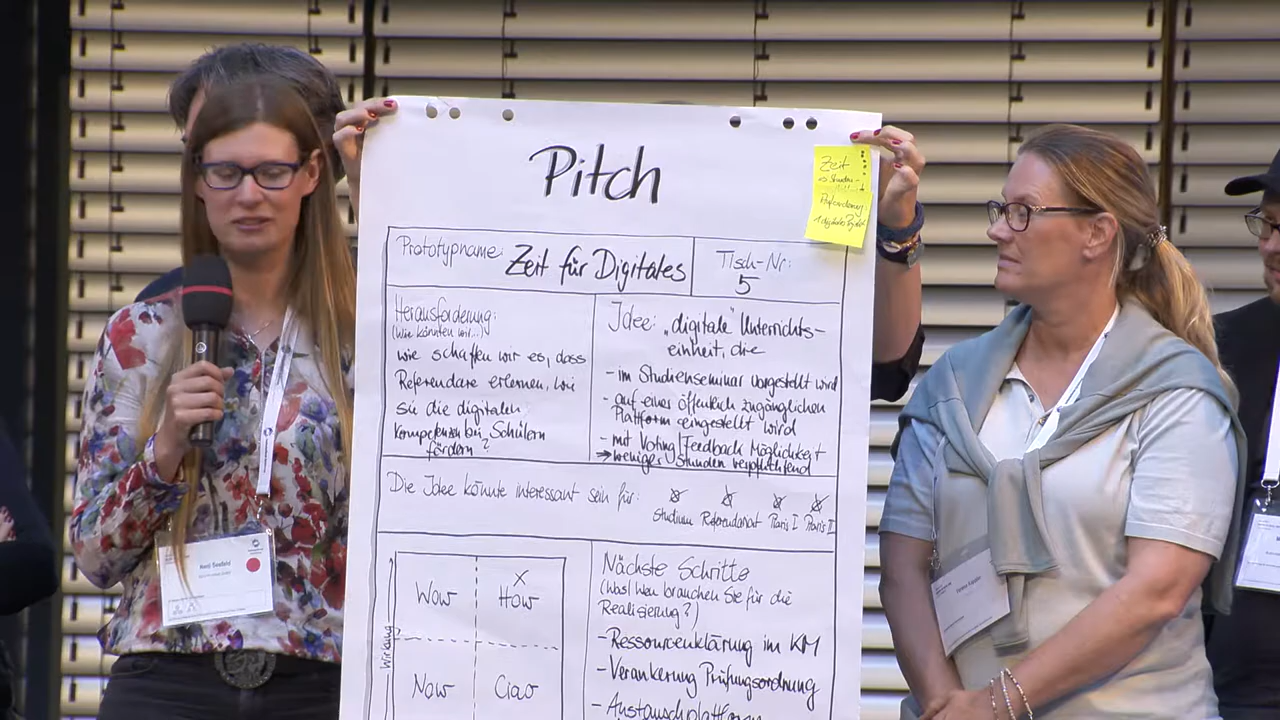 Pitch
Zeit
Prototypname: Zeit für Digitales
Tisch-Nr:
5
Herausforderung:
(Wie könnten wir...)
wie schaffen wir es, dass
Referendare erlernen, wie
sie die digitalen
Kompetenzen bei Schülern
fördern?
Idee: „digitale" Unterrichts-
einheit, die
- im Studienseminar vorgestellt wird
- auf einer öffentlich zugänglichen
Plattform eingestellt wird
- mit Voting/Feedback Möglichkeit
→ weniger U Stunden verpflichtend
Die Idee könnte interessant sein für:
Studium Referendariat Praxis I Praxis II
Wow
X
How
Now
Ciao
Wirkung
Nächste Schritte
(Was/Wen brauchen Sie für die
Realisierung?)
- Ressourcenklärung im KM
- Verankerung Prüfungsordnung
- Austauschplattform